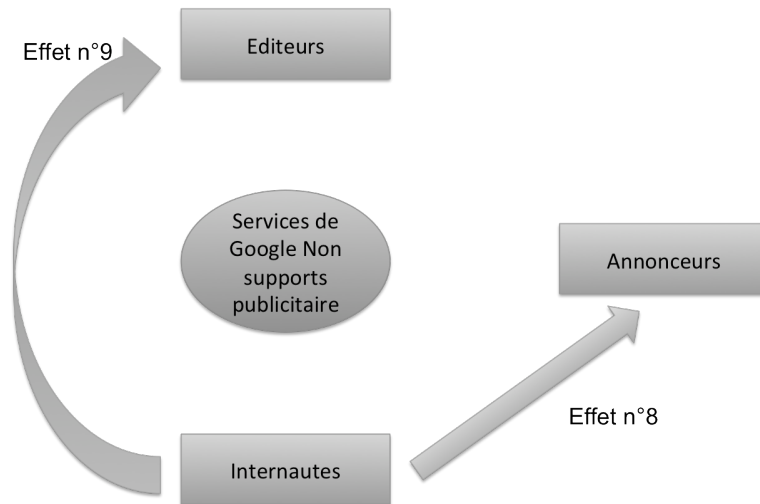 Effet n°9
Editeurs
Services de
Google Non
supports
publicitaire
Annonceurs
Effet n°8
Internautes